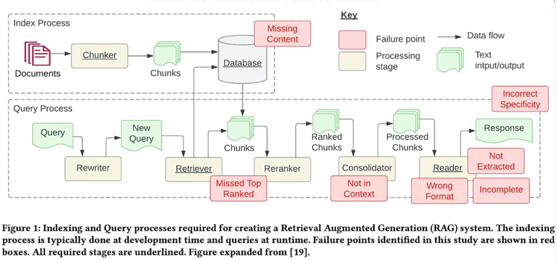 Index Process
Documents
Chunker
Chunks
Database
Missing
Content
Key
Failure point
Processing
stage
Data flow
Text
intput/output
Query Process
Incorrect
Specificity
Query
Rewriter
New
Query
Retriever
Missed Top
Ranked
Chunks
Reranker
Ranked
Chunks
Consolidator
Not in
Context
Processed
Chunks
Reader
Response
Not
Extracted
Wrong
Format
Incomplete
Figure 1: Indexing and Query processes required for creating a Retrieval Augmented Generation (RAG) system. The indexing
process is typically done at development time and queries at runtime. Failure points identified in this study are shown in red
boxes. All required stages are underlined. Figure expanded from [19].